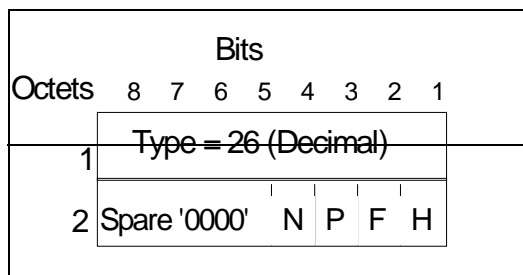 Bits
Octets 8 7 6 5 4 3 2 1
1 Type = 26 (Decimal)
2 Spare '0000' N P F H